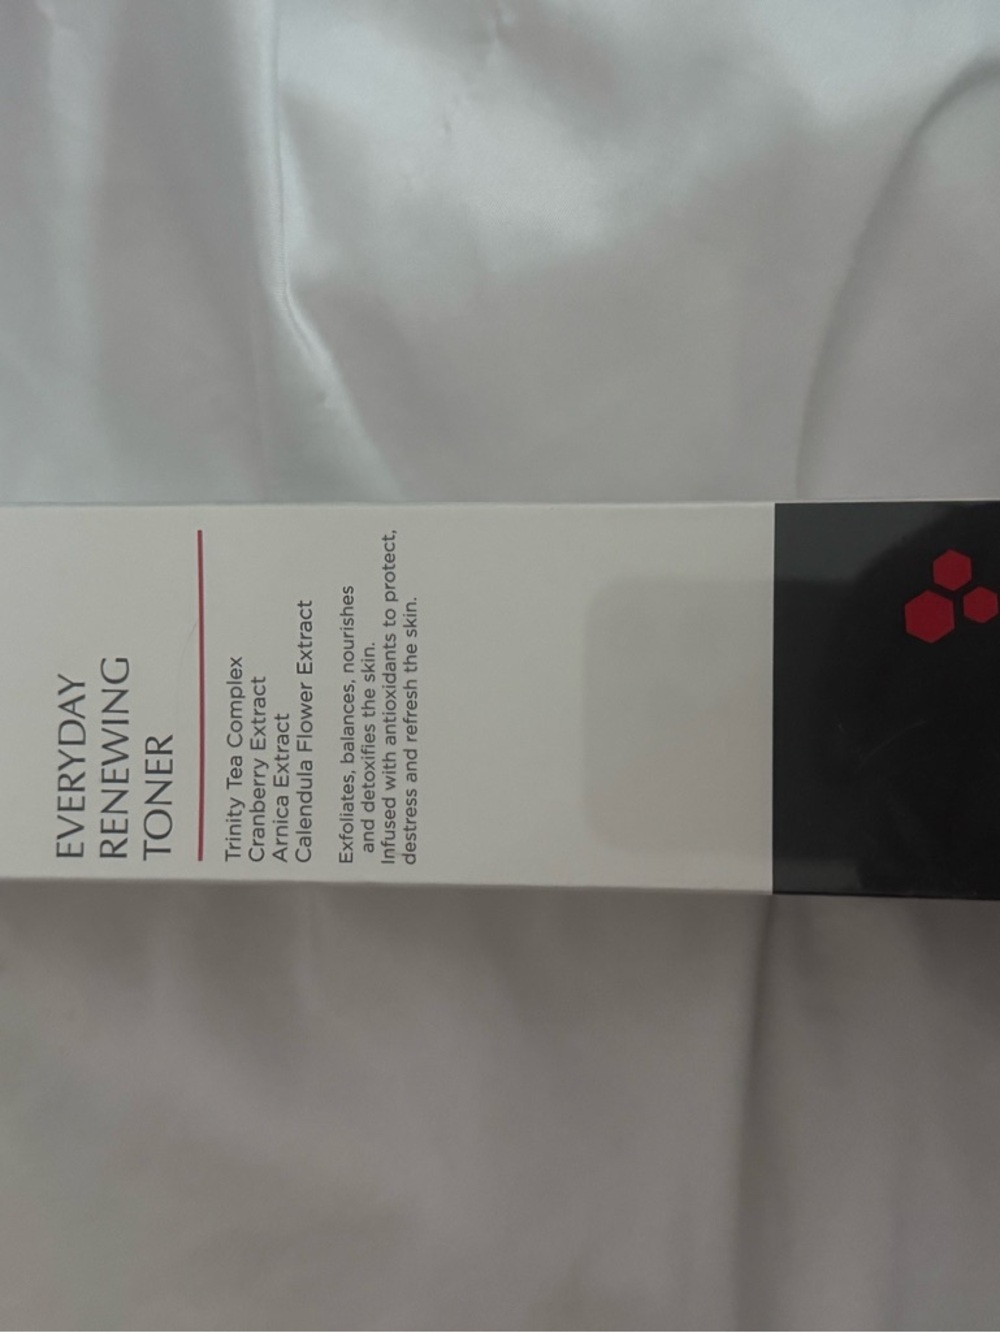 EVERYDAY
RENEWING
TONER
Trinity Tea Complex
Cranberry Extract
Arnica Extract
Calendula Flower Extract
Exfoliates, balances, nourishes
and detoxifies the skin.
Infused with antioxidants to protect,
destress and refresh the skin.